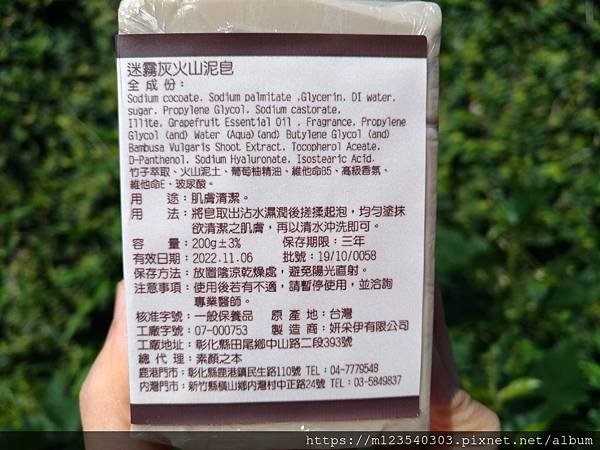 迷霧灰火山泥皂
全 成 份：
Sodium cocoate. Sodium palmitate ,Glycerin. DI water.
sugar. Propylene Glycol. Sodium castorate.
Illite. Grapefruit Essential Oil . Fragrance. Propylene
Glycol (and) Water (Aqua)(and) Butylene Glycol (and)
Bambusa Vulgaris Shoot Extract. Tocopherol Aceate.
D-Panthenol. Sodium Hyaluronate. Isostearic Acid.
竹子萃取、火山泥土、葡萄柚精油、維他命B5、高級香氛、
維他命E、玻尿酸。
用 途：肌膚清潔。
用 法：將皂取出沾水濕潤後搓揉起泡，均勻塗抹
欲清潔之肌膚，再以清水沖洗即可。
容 量：200g±3% 保存期限：三年
有效日期：2022.11.06 批號：19/10/0058
保存方法：放置陰涼乾燥處，避免陽光直射。
注意事項：使用後若有不適，請暫停使用，並洽詢
專業醫師。
核准字號：一般保養品 原 產 地：台灣
工廠字號：07-000753 製 造 商：妍采伊有限公司
工廠地址：彰化縣田尾鄉中山路二段393號
總 代 理：素顏之本
鹿港門市：彰化縣鹿港鎮民生路110號 TEL：04-7779548
內灣門市：新竹縣橫山鄉內灣村中正路24號 TEL：03-5849837
https://m123540303.pixnet.net/album